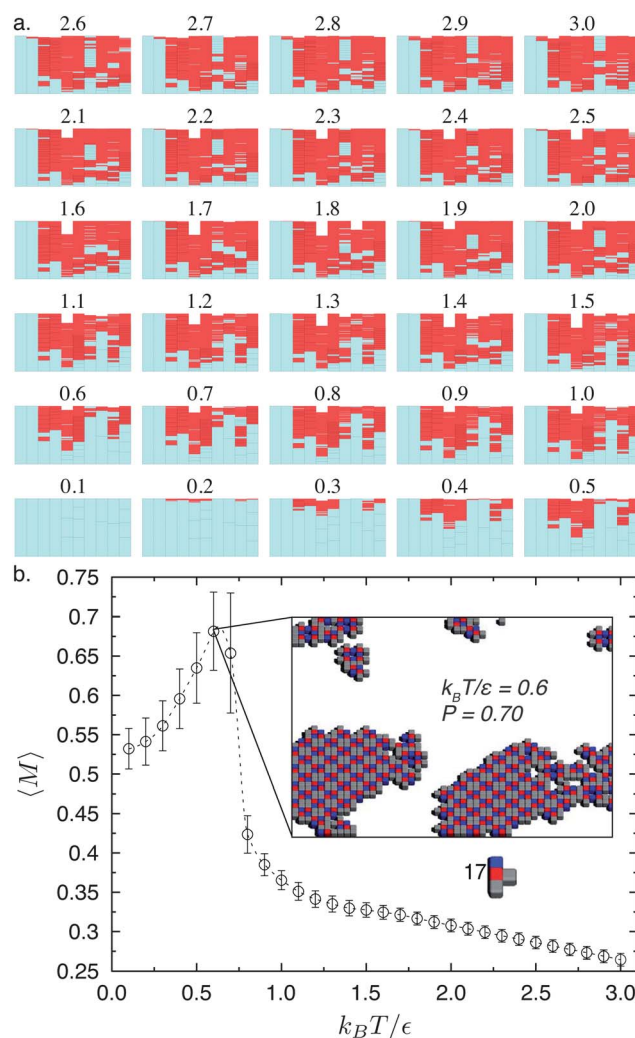 a.
2.6 2.7 2.8 2.9 3.0
2.1 2.2 2.3 2.4 2.5
1.6 1.7 1.8 1.9 2.0
1.1 1.2 1.3 1.4 1.5
0.6 0.7 0.8 0.9 1.0
0.1 0.2 0.3 0.4 0.5
b.
0.75
0.7
0.65
0.6
0.55
0.5
0.45
0.4
0.35
0.3
0.25
⟨M⟩
k_BT/ε = 0.6
P = 0.70
17
0.0 0.5 1.0 1.5 2.0 2.5 3.0
k_BT/ϵ